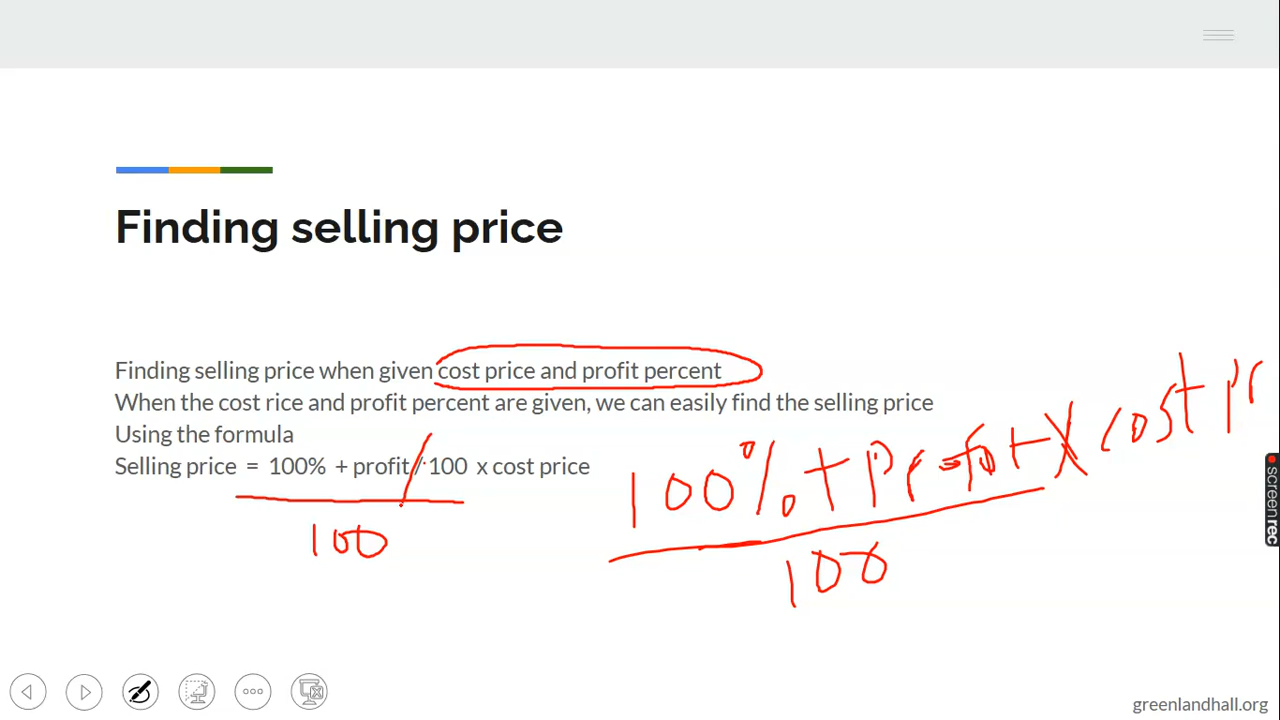 Finding selling price
Finding selling price when given cost price and profit percent
When the cost rice and profit percent are given, we can easily find the selling price
Using the formula
Selling price = 100% + profit / 100 x cost price
100
100% + Profit X cost pr
100
screenrec
greenlandhall.org